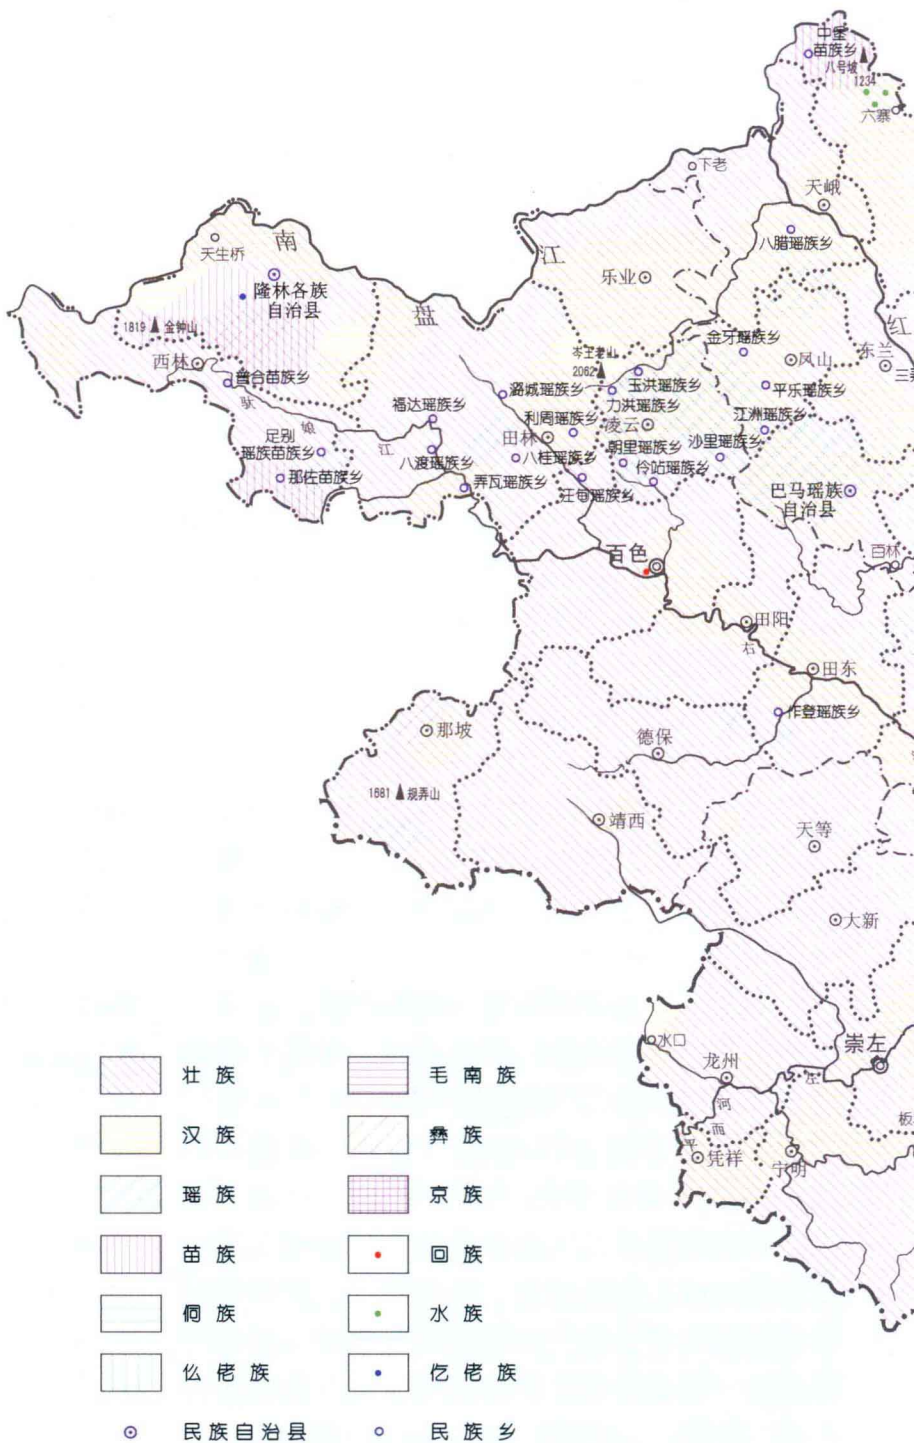 中堡
苗族乡
八号坡
1234
六寨
下老
天峨
八腊瑶族乡
天生桥
南
江
乐业
隆林各族
自治县
盘
红
1819 金钟山
金牙瑶族乡
东兰
凤山
岑王老山
2062
西林
普合苗族乡
玉洪瑶族乡
平乐瑶族乡
潞城瑶族乡
力洪瑶族乡
江洲瑶族乡
驮
娘
江
福达瑶族乡
利周瑶族乡
凌云
田林
足别
瑶族苗族乡
朝里瑶族乡
沙里瑶族乡
八渡瑶族乡
八桂瑶族乡
伶站瑶族乡
那佐苗族乡
弄瓦瑶族乡
汪甸瑶族乡
巴马瑶族
自治县
百色
百林
田阳
右
田东
作登瑶族乡
那坡
德保
1681 规弄山
靖西
天等
大新
水口
崇左
龙州
左
河
而
平
板
凭祥
宁明
壮族
毛南族
汉族
彝族
瑶族
京族
苗族
回族
侗族
水族
仫佬族
仡佬族
民族自治县
民族乡